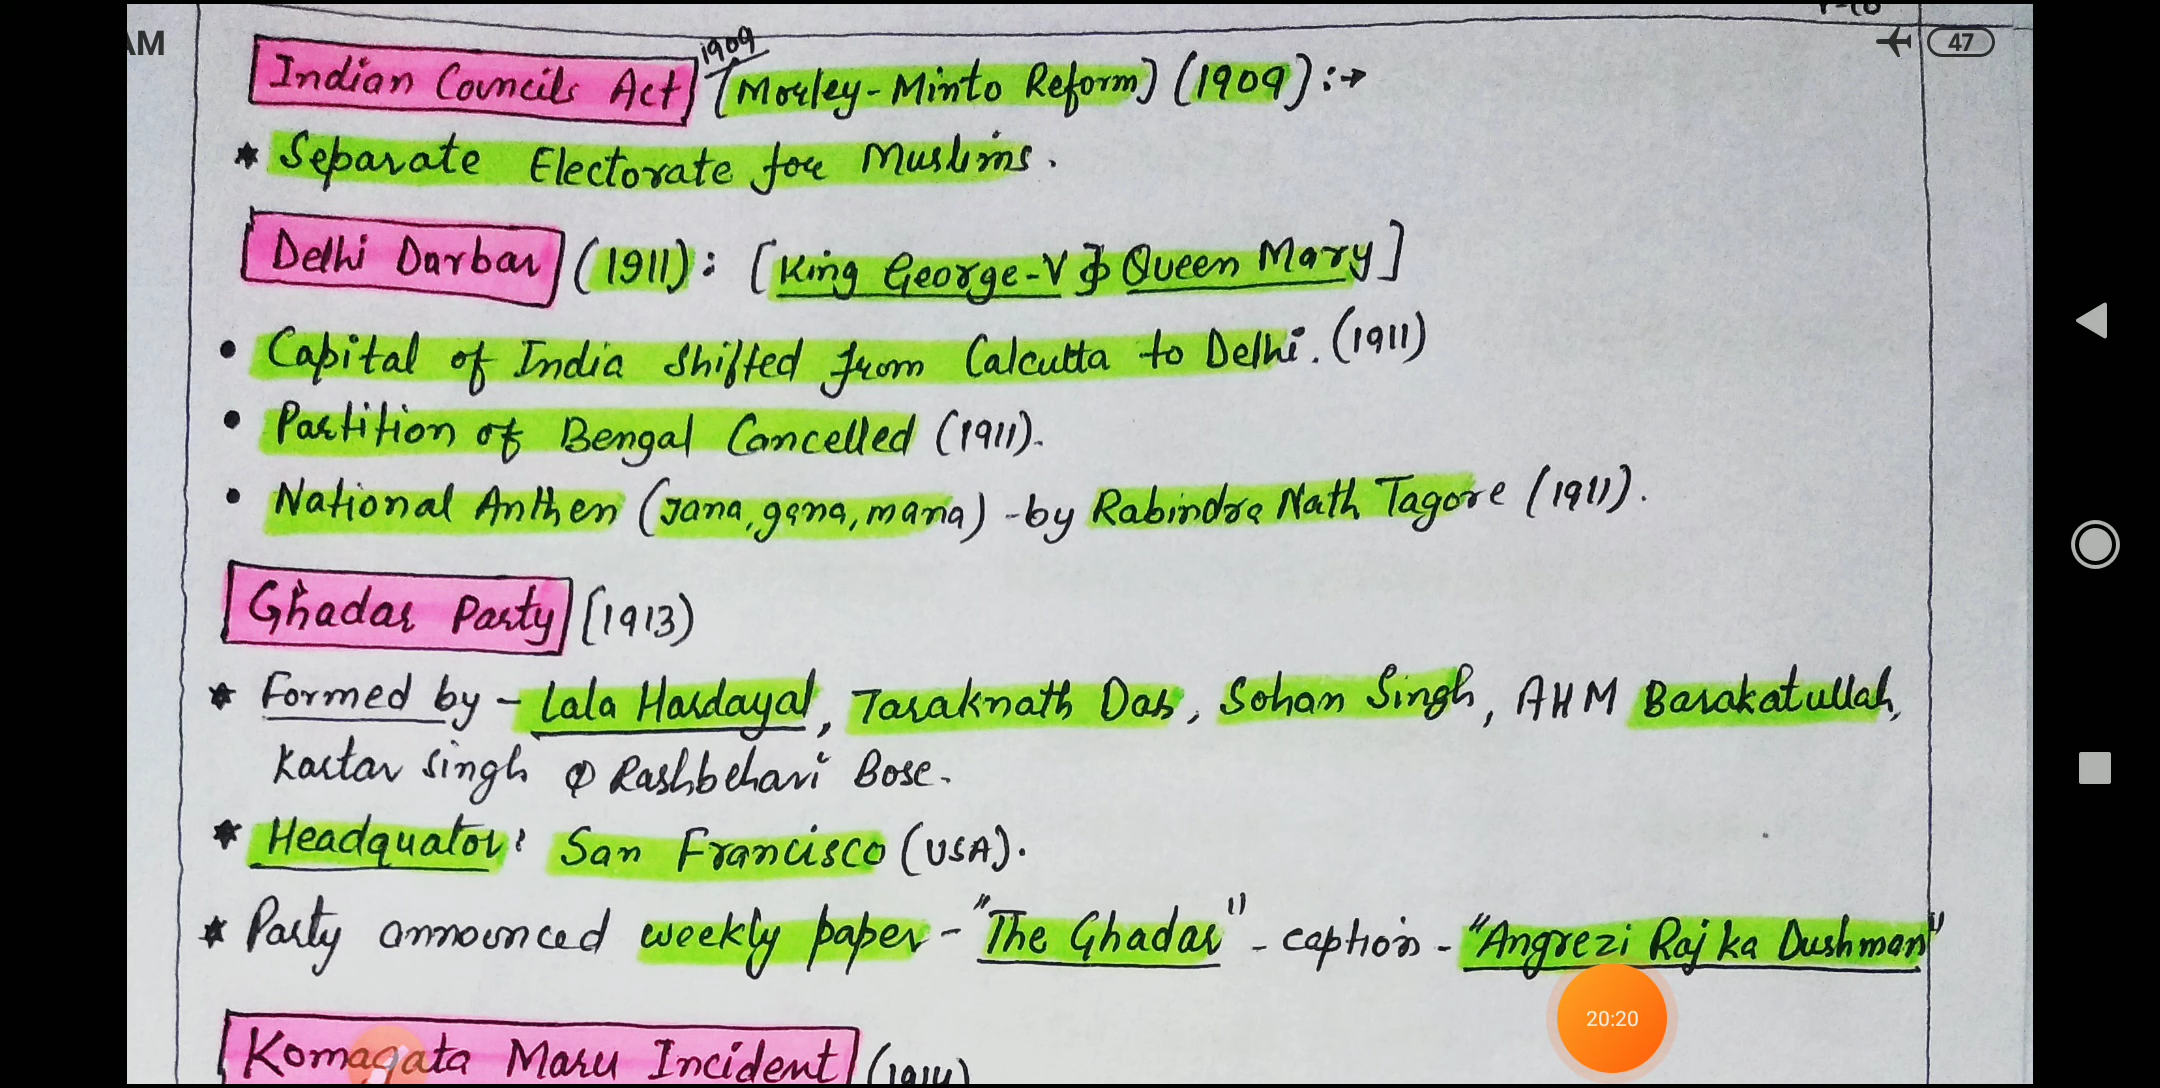 AM
47
1909
Indian Councils Act (Morley-Minto Reform) (1909):→
* Separate Electorate for Muslims.
Delhi Darbar (1911): [King George-V & Queen Mary]
• Capital of India Shifted from Calcutta to Delhi. (1911)
• Partition of Bengal Cancelled (1911).
• National Anthen (Jana, gana, mana) - by Rabindra Nath Tagore (1911).
Ghadar Party [1913)
* Formed by - Lala Hardayal, Taraknath Das, Sohan Singh, AHM Barakatullah,
Kartar Singh & Rashbehari Bose.
* Headquator: San Francisco (USA).
* Party announced weekly paper - "The Ghadar" - caption - "Angrezi Raj ka Dushman"
20:20
Komagata Maru Incident (1914)